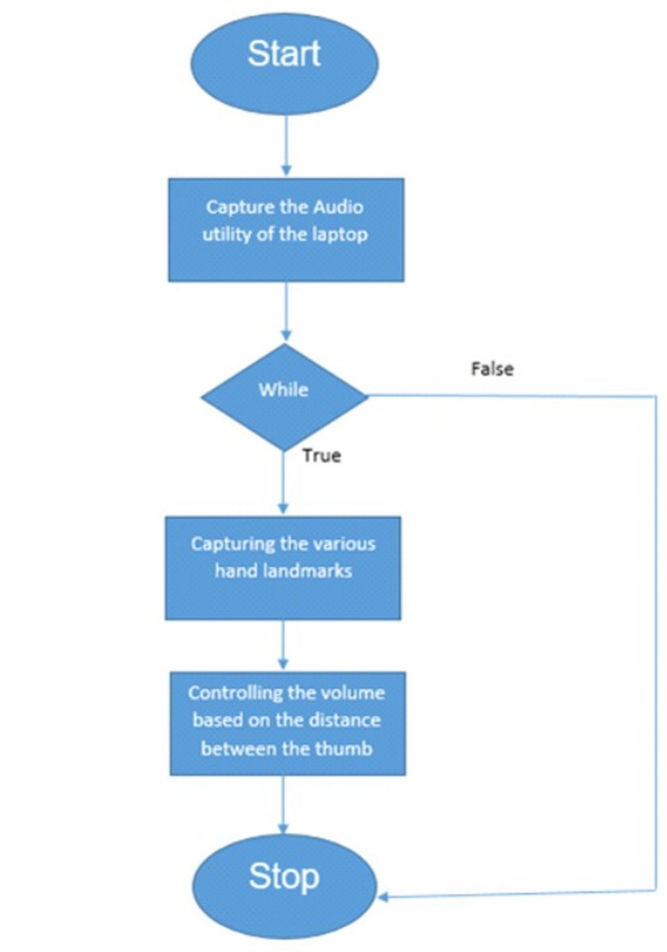 Start
Capture the Audio
utility of the laptop
While
False
True
Capturing the various
hand landmarks
Controlling the volume
based on the distance
between the thumb
Stop